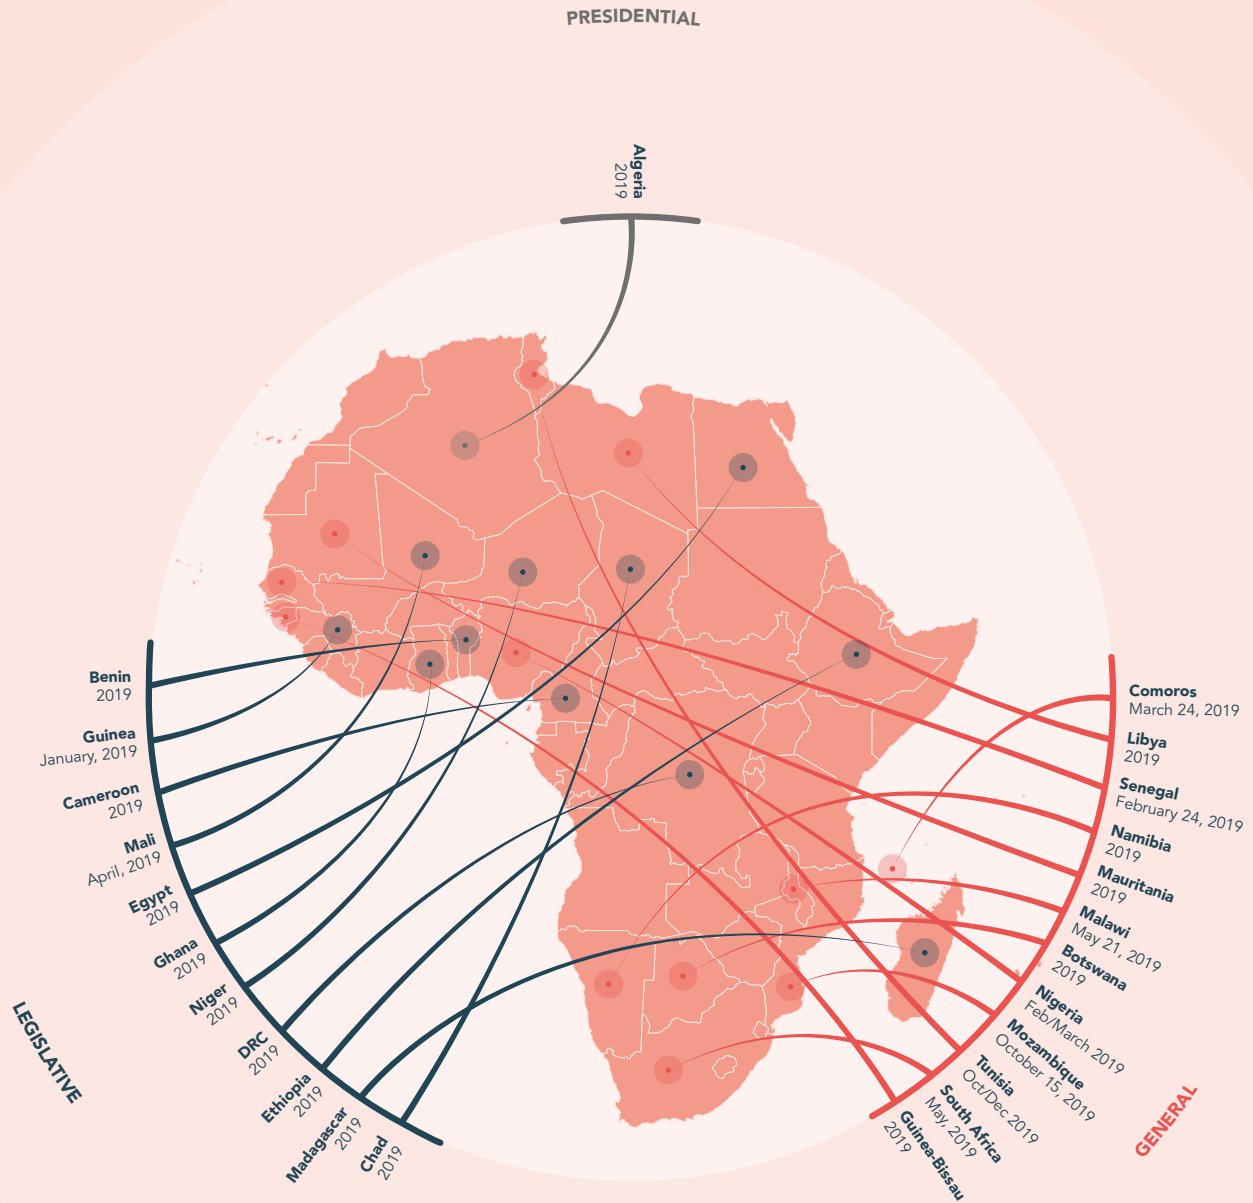 PRESIDENTIAL
Algeria
2019
Benin
2019
Guinea
January, 2019
Cameroon
2019
Mali
April, 2019
Egypt
2019
Ghana
2019
Niger
2019
DRC
2019
Ethiopia
2019
Madagascar
2019
Chad
2019
LEGISLATIVE
Comoros
March 24, 2019
Libya
2019
Senegal
February 24, 2019
Namibia
2019
Mauritania
2019
Malawi
May 21, 2019
Botswana
2019
Nigeria
Feb/March 2019
Mozambique
October 15, 2019
Tunisia
Oct/Dec 2019
South Africa
May, 2019
Guinea-Bissau
2019
GENERAL